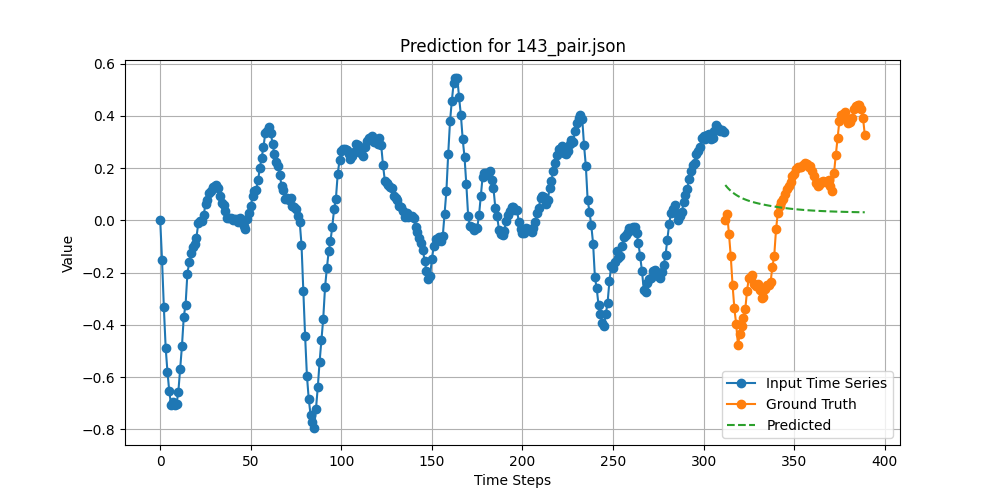 Prediction for 143_pair.json
Value
0.6
0.4
0.2
0.0
−0.2
−0.4
−0.6
−0.8
0 50 100 150 200 250 300 350 400
Time Steps
Input Time Series
Ground Truth
Predicted